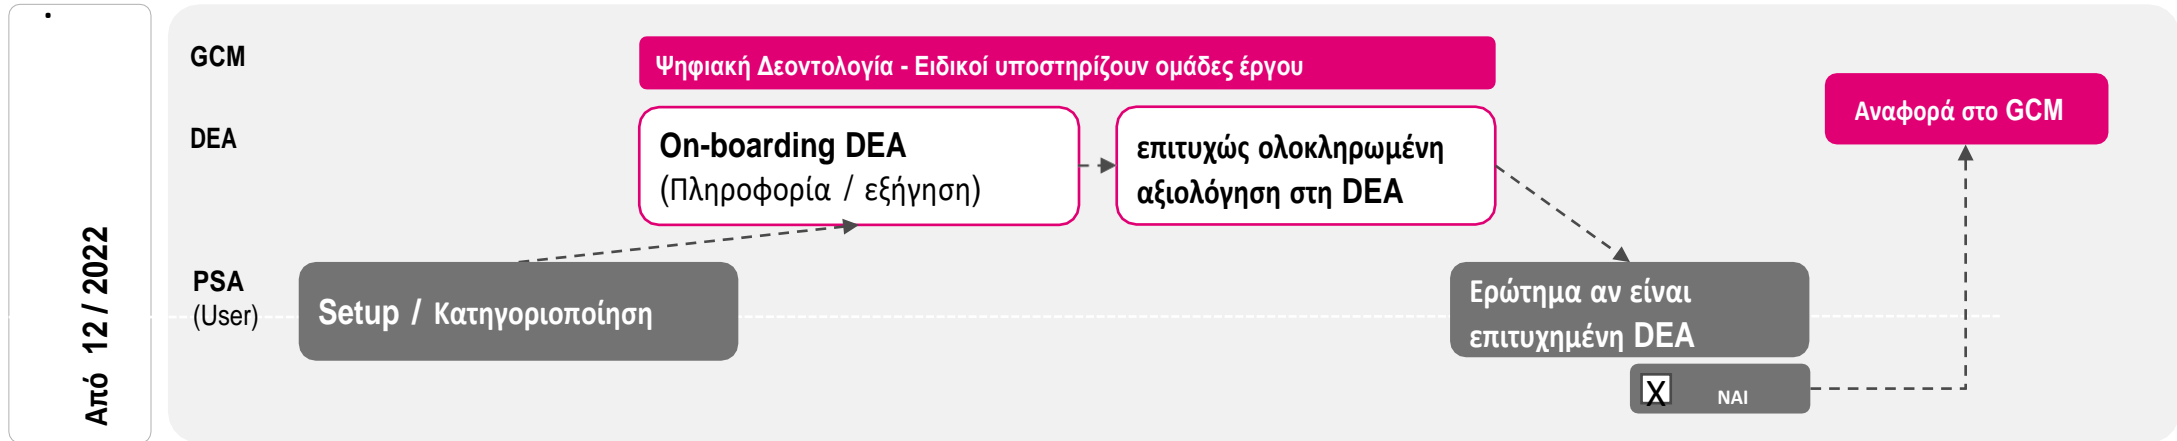 Από 12 / 2022
GCM
Ψηφιακή Δεοντολογία - Ειδικοί υποστηρίζουν ομάδες έργου
Αναφορά στο GCM
DEA
On-boarding DEA
(Πληροφορία / εξήγηση)
επιτυχώς ολοκληρωμένη
αξιολόγηση στη DEA
PSA
(User)
Setup / Κατηγοριοποίηση
Ερώτημα αν είναι
επιτυχημένη DEA
X ΝΑΙ